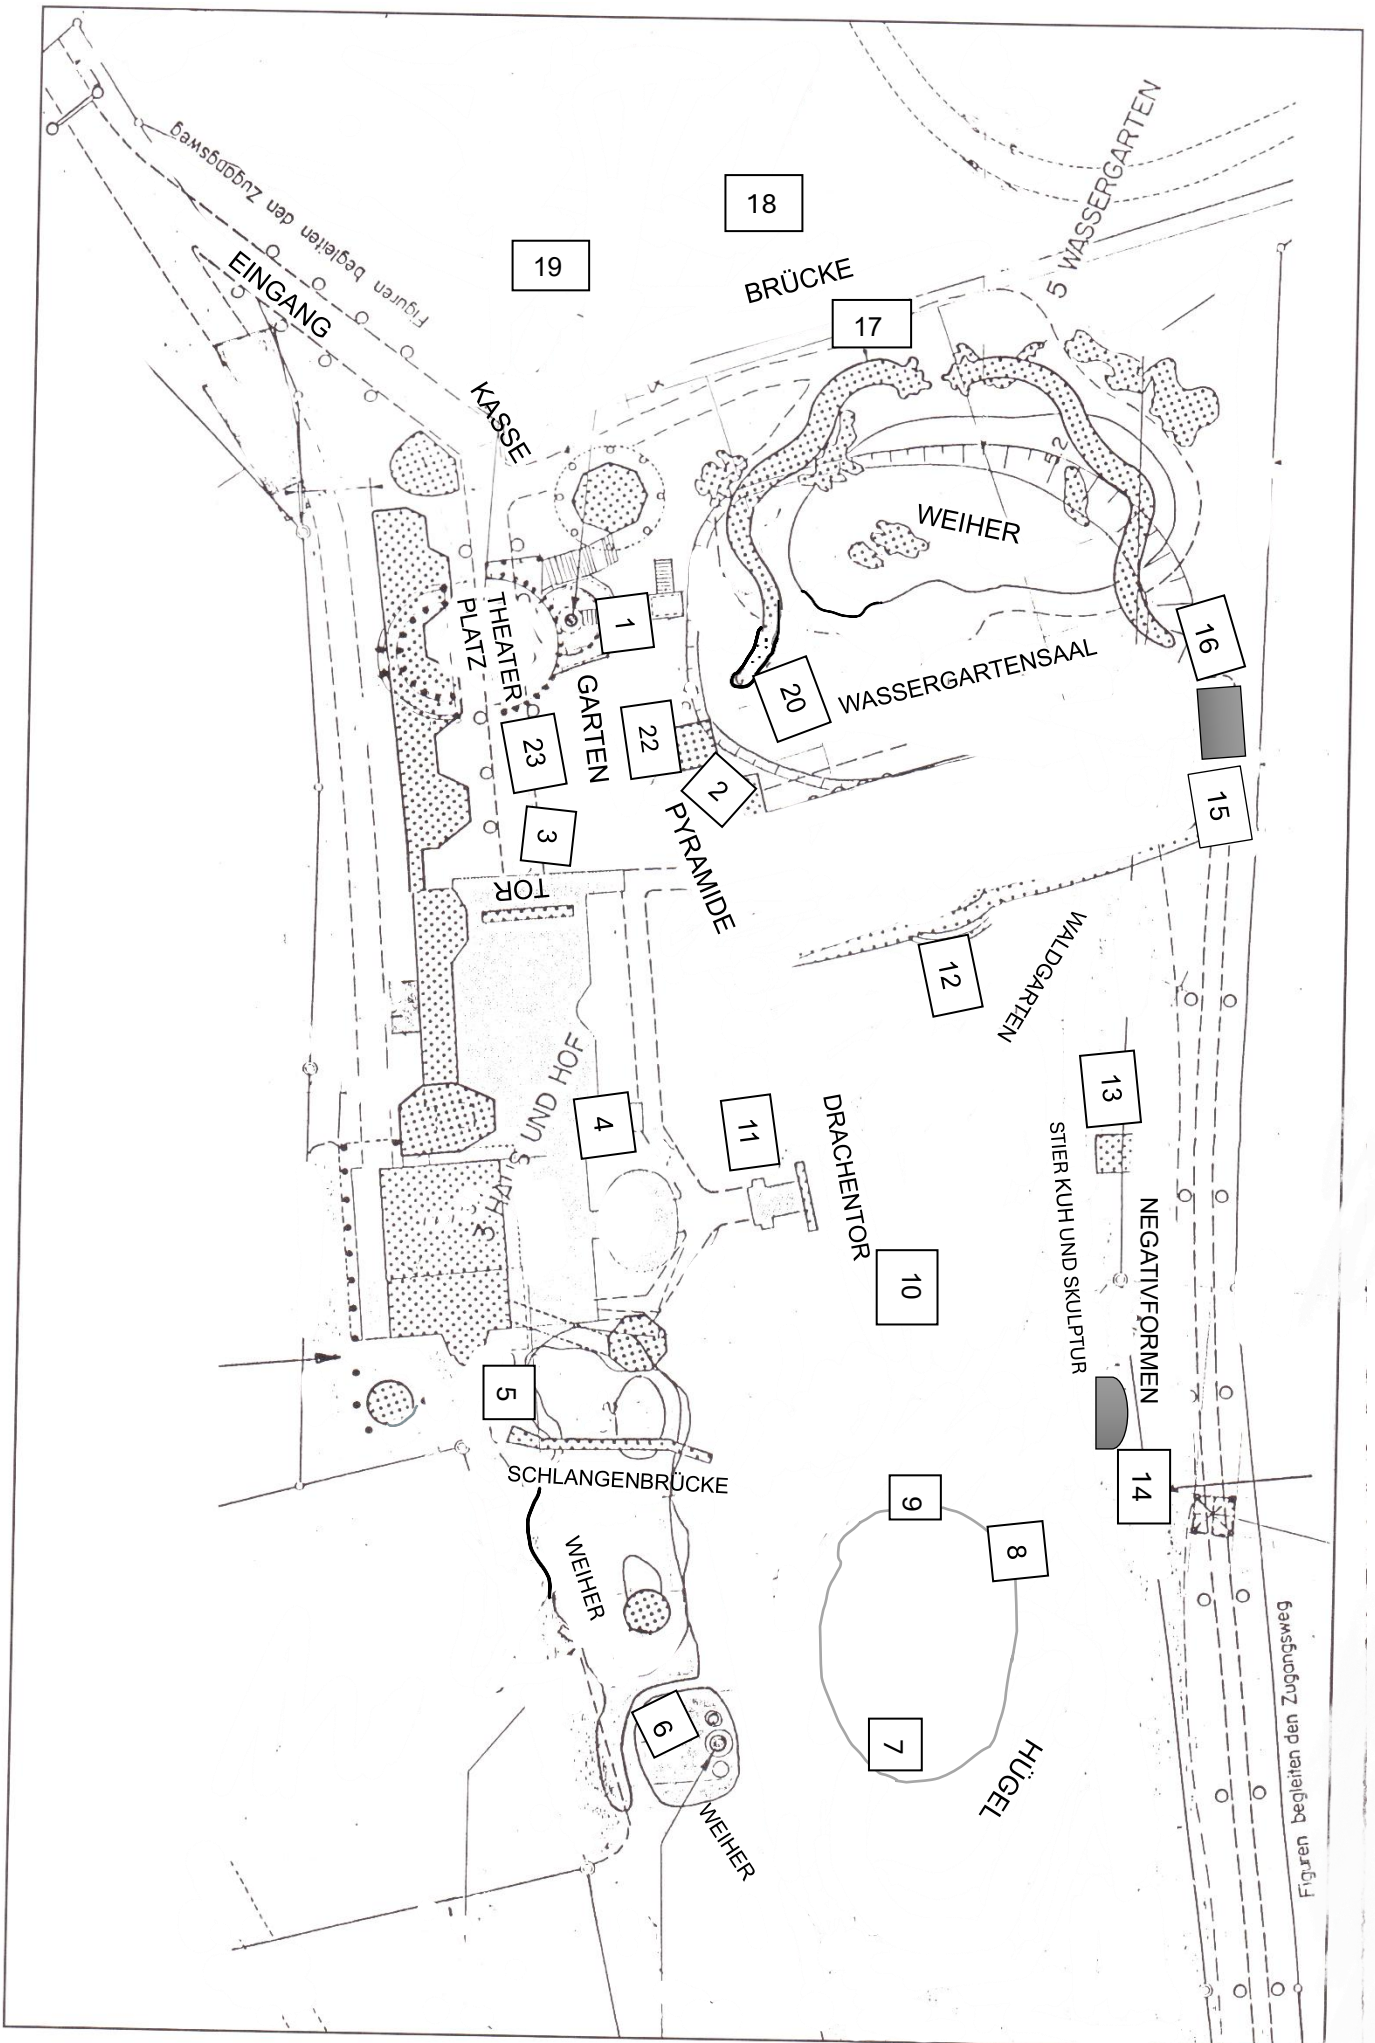 Figuren begleiten den Zugangsweg
5 WASSERGARTEN
18
19
EINGANG
BRÜCKE
17
KASSE
52
WEIHER
THEATER
PLATZ
1
16
WASSERGARTENSAAL
20
GARTEN
22
23
2
15
3
PYRAMIDE
TOR
12
WALDGARTEN
13
3 HAUS UND HOF
4
11
DRACHENTOR
STIER KUH UND SKULPTUR
NEGATIVFORMEN
10
5
SCHLANGENBRÜCKE
14
9
8
WEIHER
6
7
HÜGEL
WEIHER
Figuren begleiten den Zugangsweg